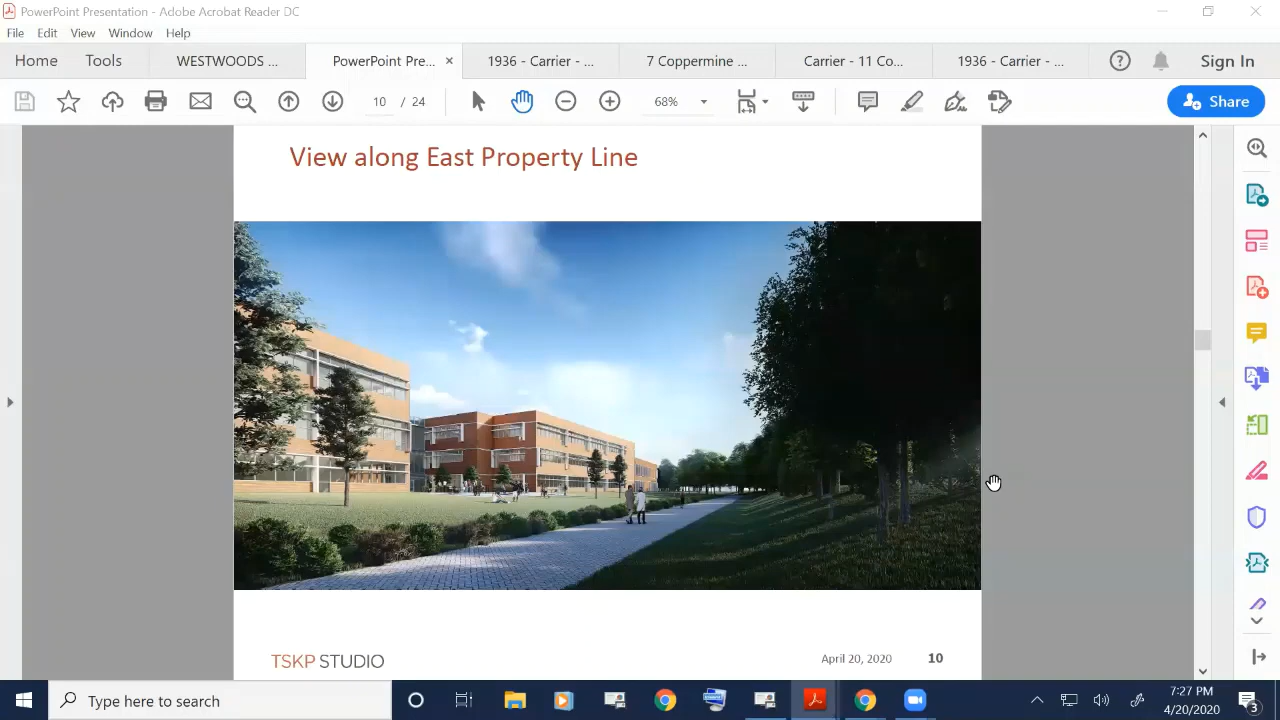 PowerPoint Presentation - Adobe Acrobat Reader DC
File Edit View Window Help
Home Tools WESTWOODS ... PowerPoint Pre... × 1936 - Carrier - ... 7 Coppermine ... Carrier - 11 Co... 1936 - Carrier - ... Sign In
10 / 24 68% Share
View along East Property Line
TSKP STUDIO April 20, 2020 10
Type here to search
7:27 PM
4/20/2020
3